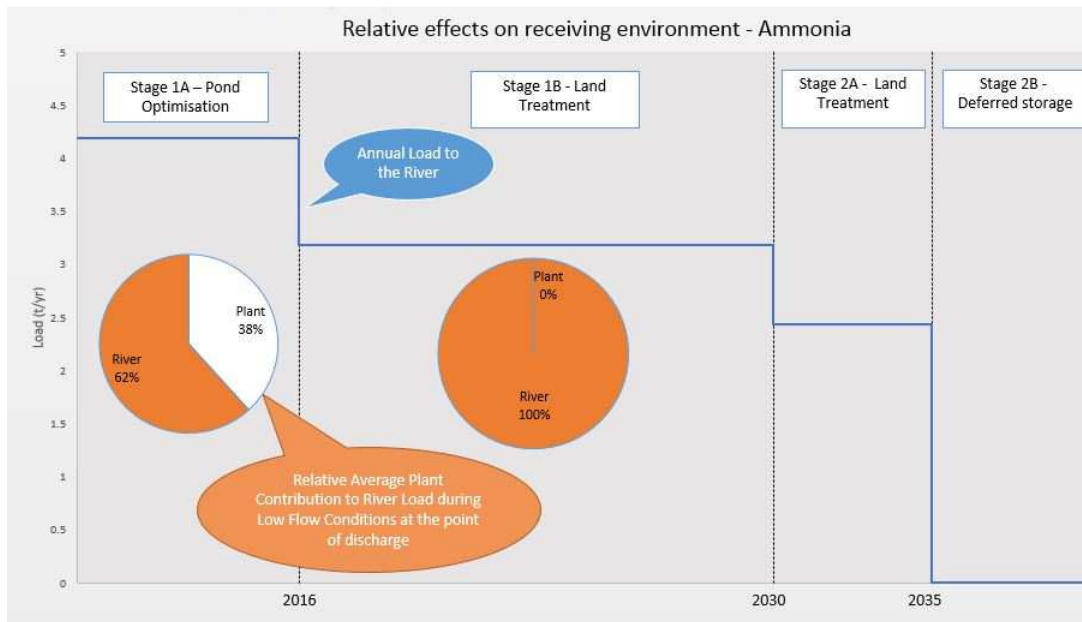 Relative effects on receiving environment - Ammonia
5
4.5
4
3.5
3
2.5
2
1.5
1
0.5
0
Load (t/yr)
Stage 1A – Pond
Optimisation
Stage 1B - Land
Treatment
Stage 2A - Land
Treatment
Stage 2B -
Deferred storage
Annual Load to
the River
Plant
38%
River
62%
Plant
0%
River
100%
Relative Average Plant
Contribution to River Load during
Low Flow Conditions at the point
of discharge
2016
2030
2035